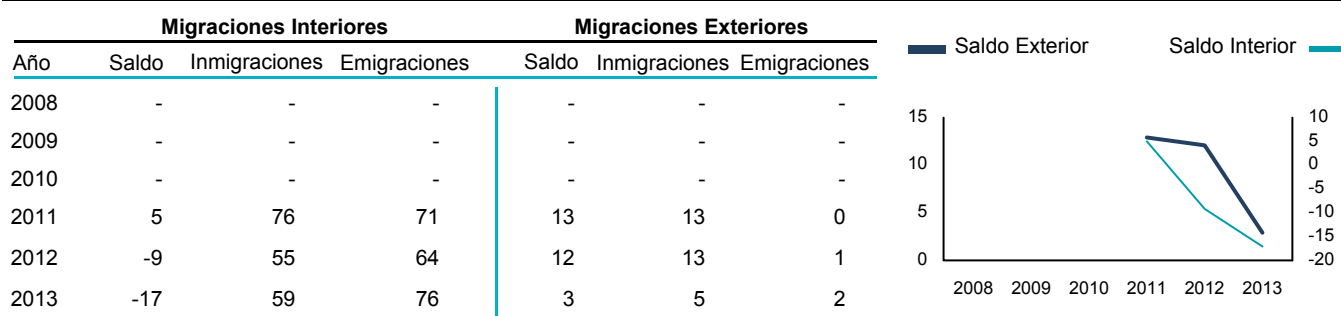 Migraciones Interiores Migraciones Exteriores
Año Saldo Inmigraciones Emigraciones Saldo Inmigraciones Emigraciones
2008 - - - - - -
2009 - - - - - -
2010 - - - - - -
2011 5 76 71 13 13 0
2012 -9 55 64 12 13 1
2013 -17 59 76 3 5 2
Saldo Exterior Saldo Interior
15
10
5
0
10
5
0
-5
-10
-15
-20
2008 2009 2010 2011 2012 2013